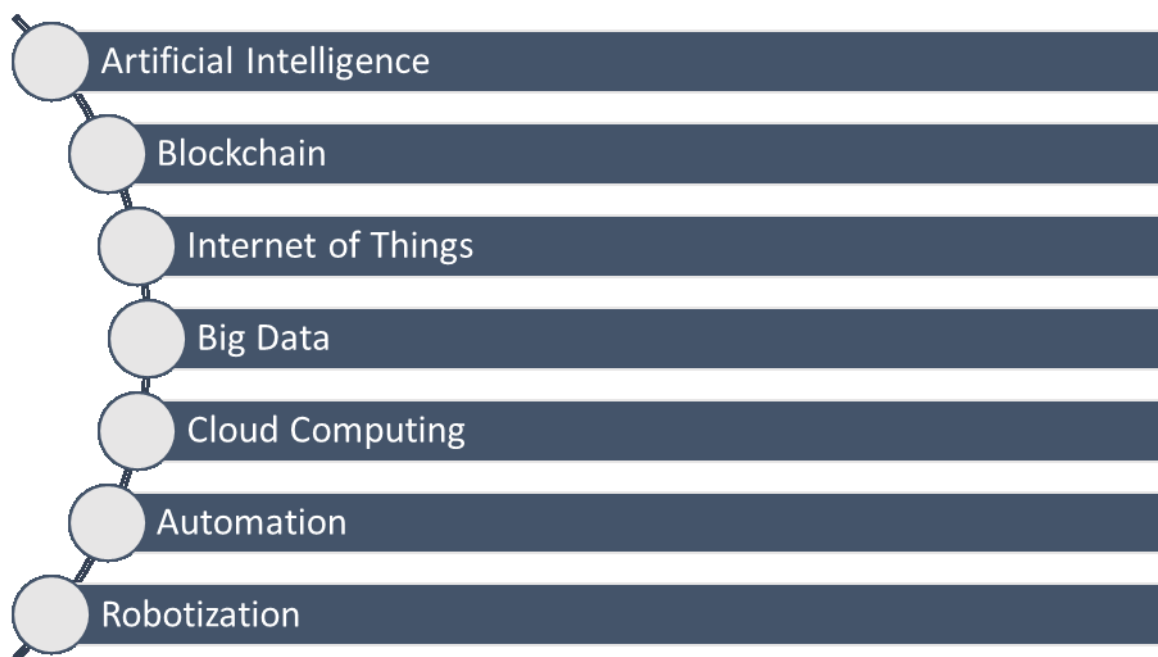 Artificial Intelligence
Blockchain
Internet of Things
Big Data
Cloud Computing
Automation
Robotization